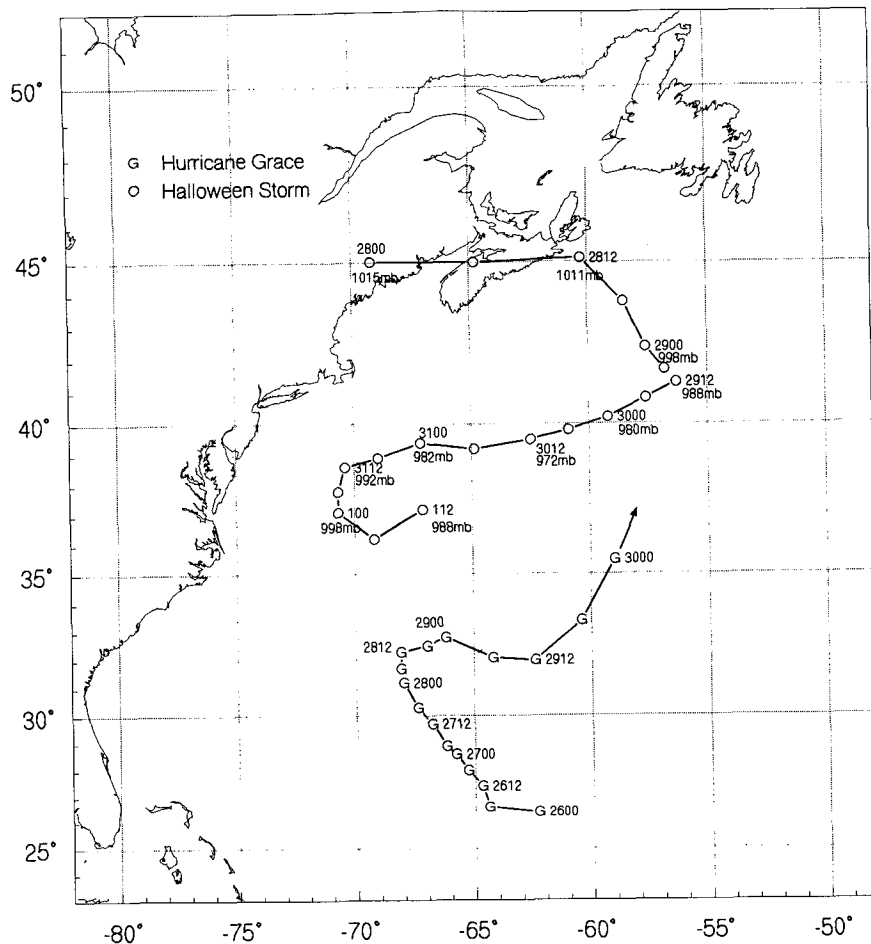 50°
G Hurricane Grace
O Halloween Storm
2800
2812
45°
1015mb
1011mb
2900
998mb
2912
988mb
40°
3100
3000
980mb
982mb
3012
972mb
3112
992mb
100
998mb
112
988mb
3000
35°
2900
2812
2912
2800
30°
2712
2700
2612
2600
25°
-80°
-75°
-70°
-65°
-60°
-55°
-50°